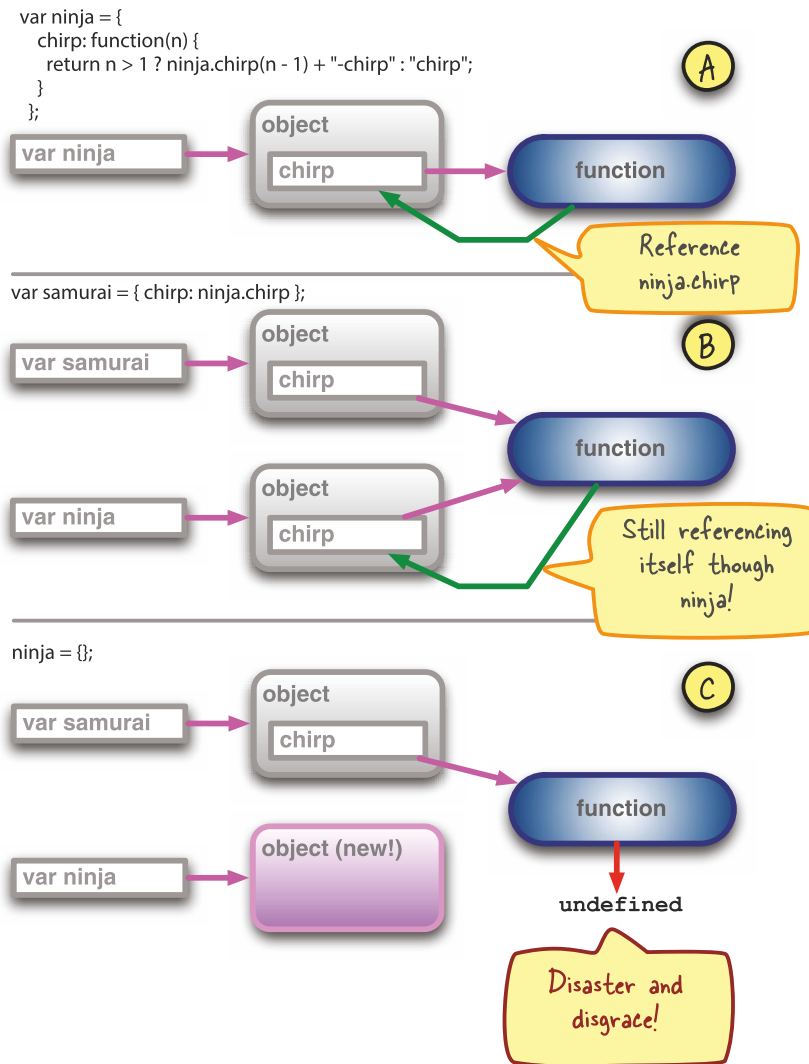 var ninja = {
chirp: function(n) {
return n > 1 ? ninja.chirp(n - 1) + "-chirp" : "chirp";
}
};
A
var ninja
object
chirp
function
Reference
ninja.chirp
var samurai = { chirp: ninja.chirp };
B
var samurai
object
chirp
function
var ninja
object
chirp
Still referencing
itself though
ninja!
ninja = {};
C
var samurai
object
chirp
function
var ninja
object (new!)
undefined
Disaster and
disgrace!